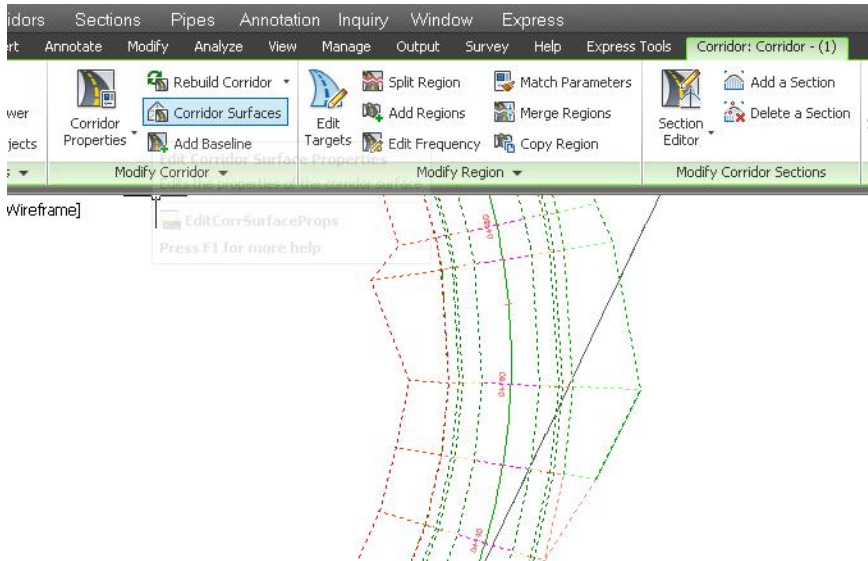 idors Sections Pipes Annotation Inquiry Window Express
rt Annotate Modify Analyze View Manage Output Survey Help Express Tools Corridor: Corridor - (1)
Rebuild Corridor Split Region Match Parameters Add a Section
wer Corridor Corridor Surfaces Edit Add Regions Merge Regions Section Delete a Section
jects Properties Add Baseline Targets Edit Frequency Copy Region Editor
s Modify Corridor Modify Region Modify Corridor Sections
Edit Corridor Surface Properties
Edits the properties of the corridor surface
Wireframe]
EditCorrSurfaceProps
Press F1 for more help
0+480
0+140